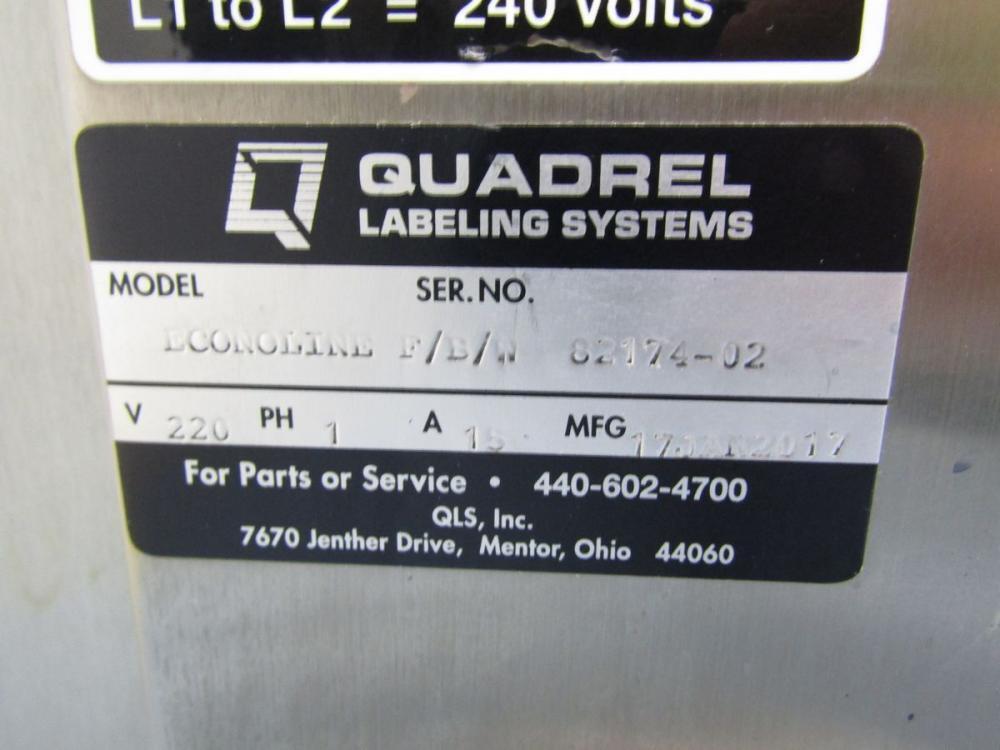 L1 to L2 = 240 volts
QUADREL
LABELING SYSTEMS
MODEL SER. NO.
ECONOLINE F/B/W 82174-02
V 220 PH 1 A 15 MFG 17JAN2017
For Parts or Service • 440-602-4700
QLS, Inc.
7670 Jenther Drive, Mentor, Ohio 44060